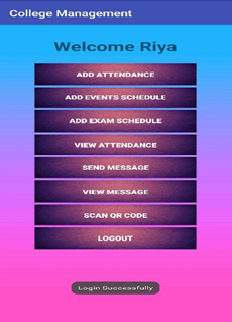 College Management
Welcome Riya
ADD ATTENDANCE
ADD EVENTS SCHEDULE
ADD EXAM SCHEDULE
VIEW ATTENDANCE
SEND MESSAGE
VIEW MESSAGE
SCAN QR CODE
LOGOUT
Login Successfully